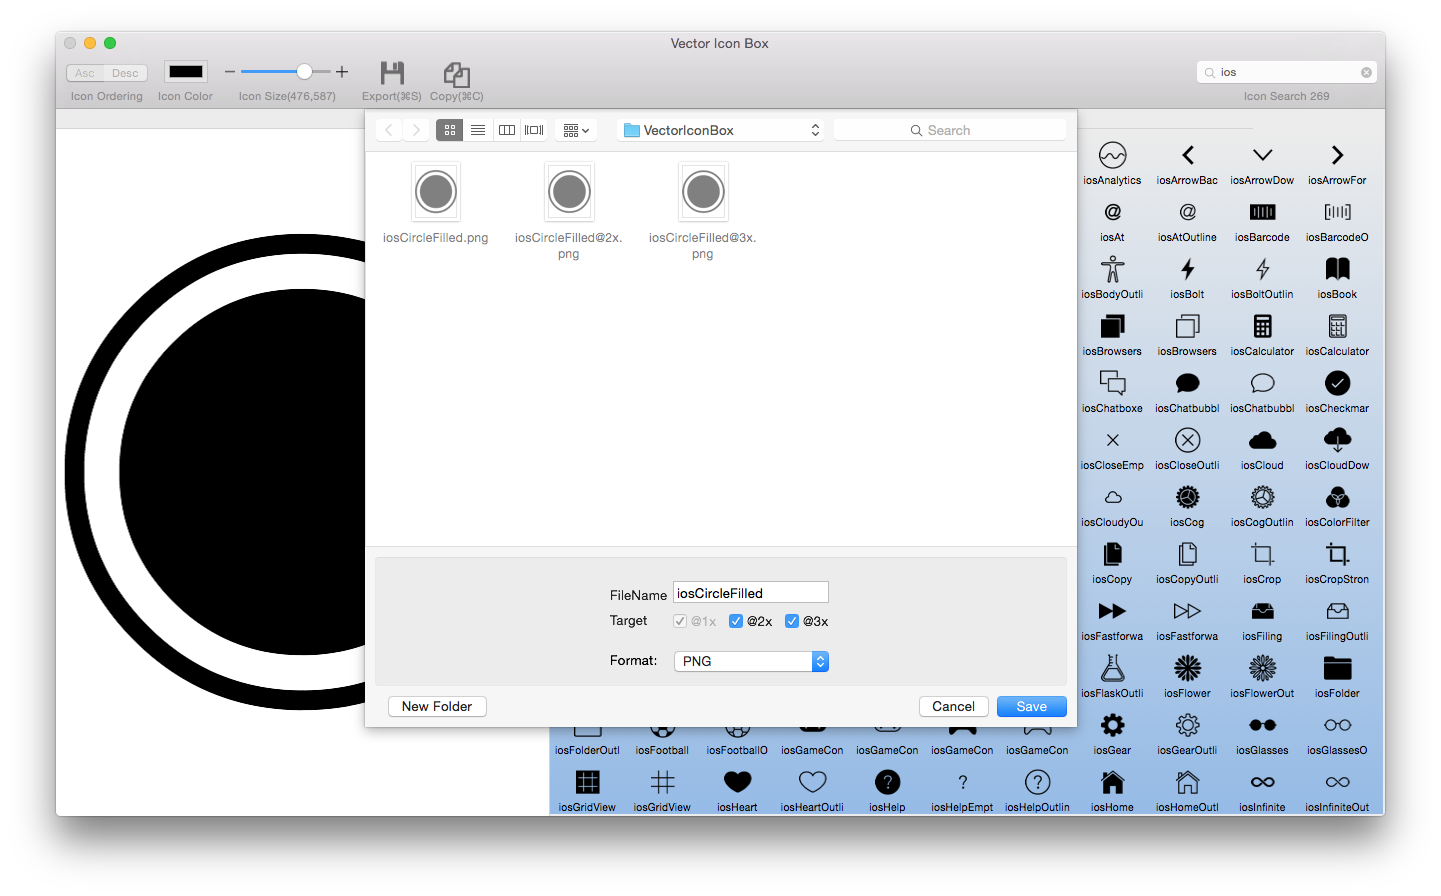 Vector Icon Box
Asc Desc
ios
Icon Ordering Icon Color Icon Size(476,587) Export(⌘S) Copy(⌘C) Icon Search 269
VectorIconBox Search
iosCircleFilled.png iosCircleFilled@2x. iosCircleFilled@3x.
png png
iosAnalytics iosArrowBac iosArrowDow iosArrowFor
iosAt iosAtOutline iosBarcode iosBarcodeO
iosBodyOutli iosBolt iosBoltOutlin iosBook
iosBrowsers iosBrowsers iosCalculator iosCalculator
iosChatboxe iosChatbubbl iosChatbubbl iosCheckmar
iosCloseEmp iosCloseOutli iosCloud iosCloudDow
iosCloudyOu iosCog iosCogOutlin iosColorFilter
iosCopy iosCopyOutli iosCrop iosCropStron
iosFastforwa iosFastforwa iosFiling iosFilingOutli
iosFlaskOutli iosFlower iosFlowerOut iosFolder
FileName iosCircleFilled
Target @1x @2x @3x
Format: PNG
New Folder Cancel Save
iosFolderOutl iosFootball iosFootballO iosGameCon iosGameCon iosGameCon iosGameCon iosGear iosGearOutli iosGlasses iosGlassesO
iosGridView iosGridView iosHeart iosHeartOutli iosHelp iosHelpEmpt iosHelpOutlin iosHome iosHomeOutl iosInfinite iosInfiniteOut